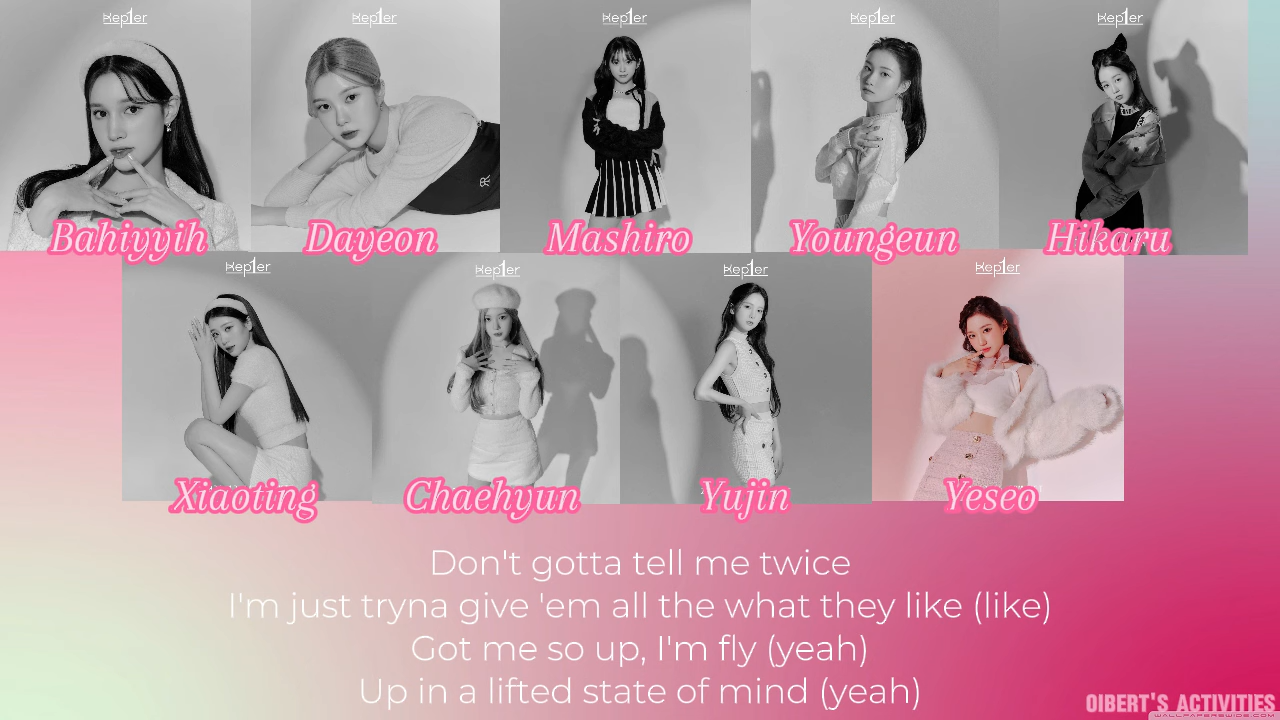 Kep1er
Kep1er
Kep1er
Kep1er
Kep1er
Bahiyyih
Dayeon
Mashiro
Youngeun
Hikaru
Kep1er
Kep1er
Kep1er
Kep1er
Xiaoting
Chaehyun
Yujin
Yeseo
Don't gotta tell me twice
I'm just tryna give 'em all the what they like (like)
Got me so up, I'm fly (yeah)
Up in a lifted state of mind (yeah)
OIBERT'S ACTIVITIES
WALLPAPERSWIDE.COM